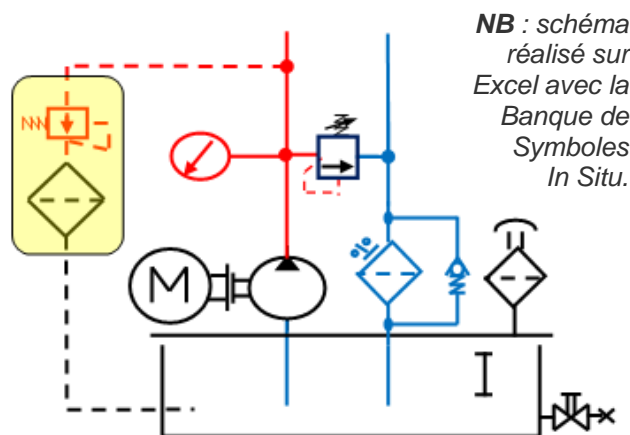 NB : schéma
réalisé sur
Excel avec la
Banque de
Symboles
In Situ.
M
%